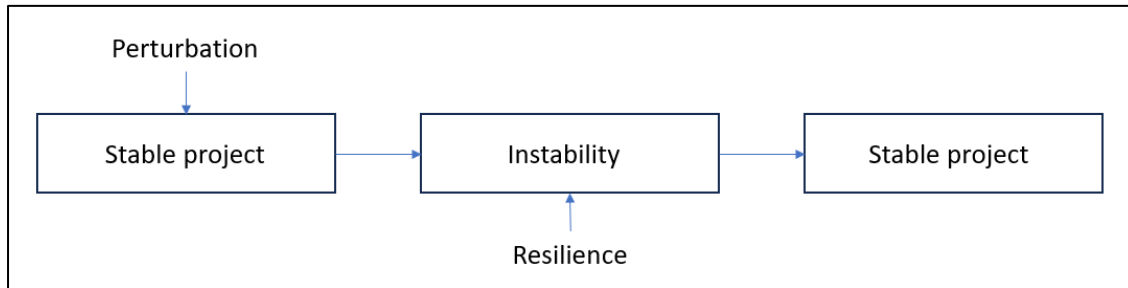 Perturbation
Stable project
Instability
Stable project
Resilience